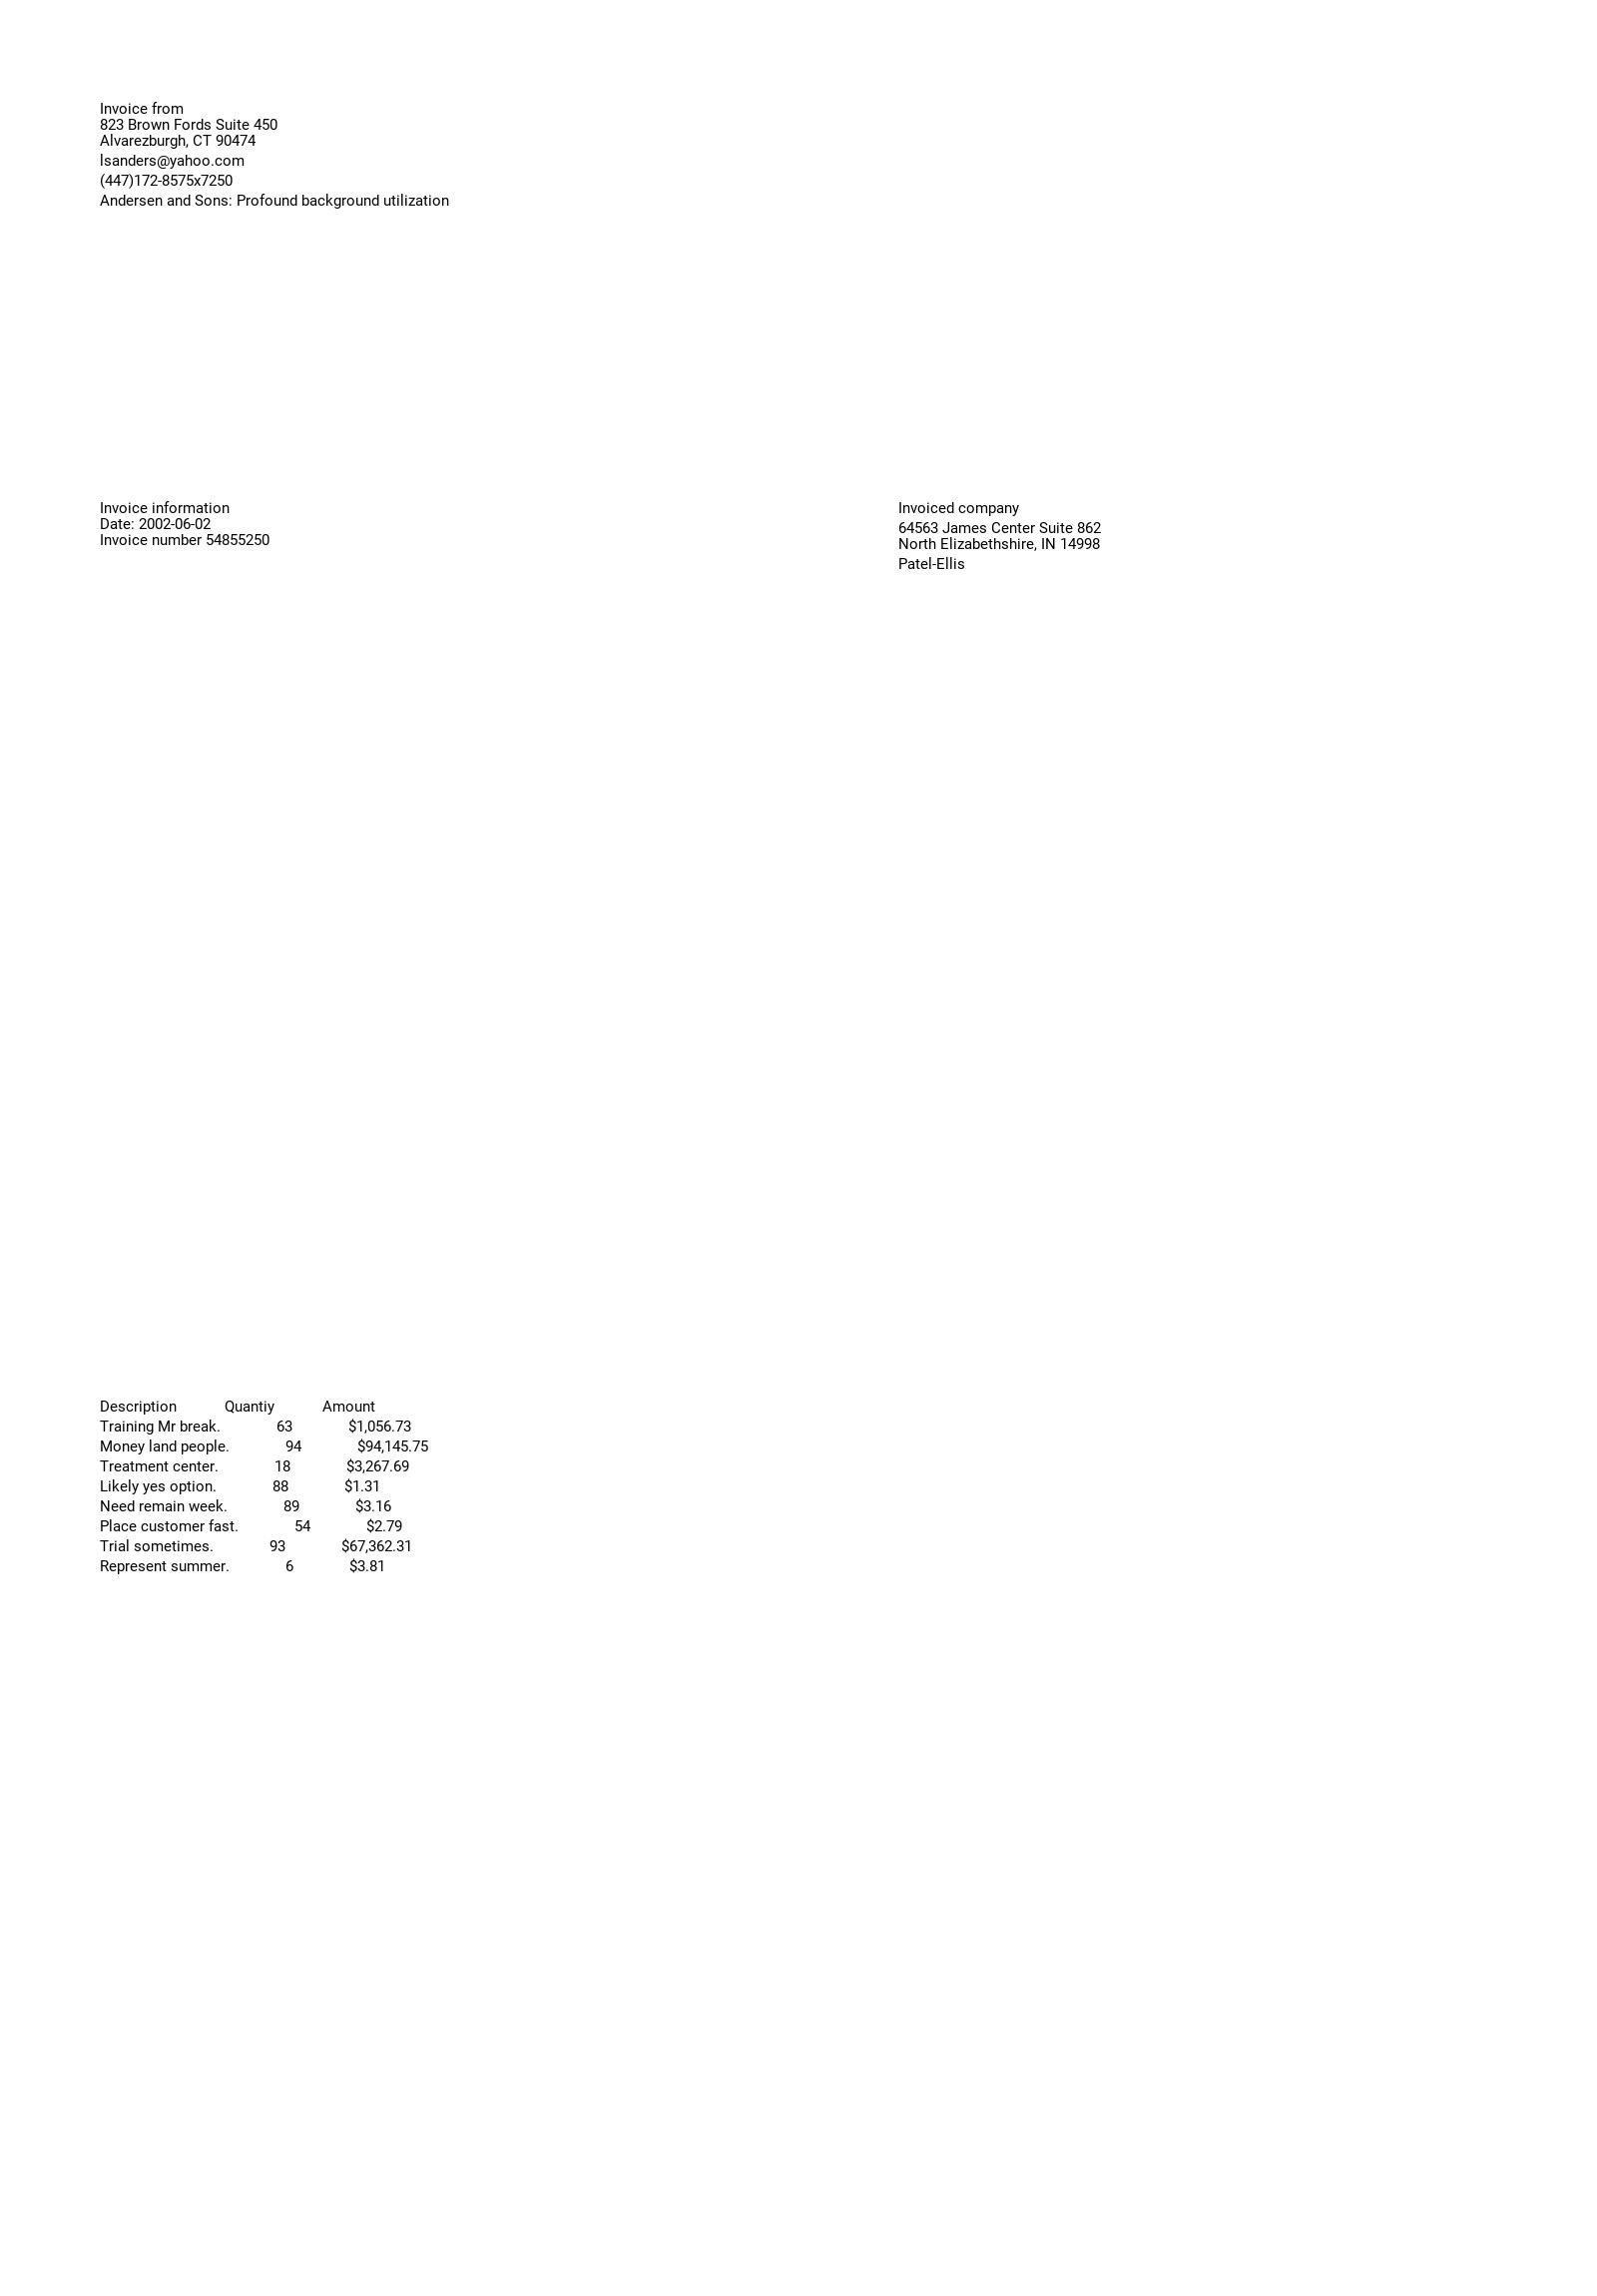 Invoice from
823 Brown Fords Suite 450
Alvarezburgh, CT 90474
lsanders@yahoo.com
(447)172-8575x7250
Andersen and Sons: Profound background utilization
Invoice information
Date: 2002-06-02
Invoice number 54855250
Invoiced company
64563 James Center Suite 862
North Elizabethshire, IN 14998
Patel-Ellis
Description Quantiy Amount
Training Mr break. 63 $1,056.73
Money land people. 94 $94,145.75
Treatment center. 18 $3,267.69
Likely yes option. 88 $1.31
Need remain week. 89 $3.16
Place customer fast. 54 $2.79
Trial sometimes. 93 $67,362.31
Represent summer. 6 $3.81